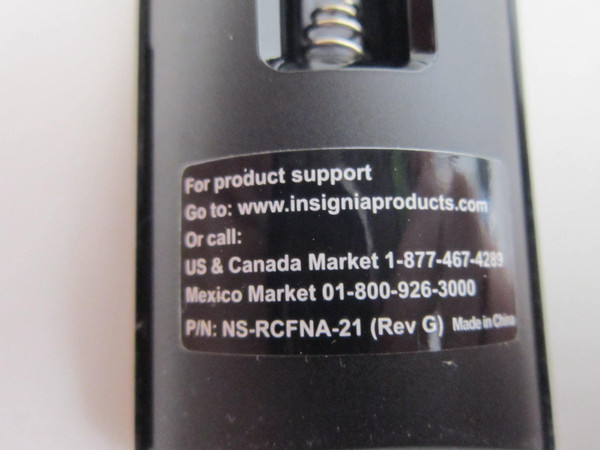 For product support
Go to: www.insigniaproducts.com
Or call:
US & Canada Market 1-877-467-4289
Mexico Market 01-800-926-3000
P/N: NS-RCFNA-21 (Rev G) Made in China